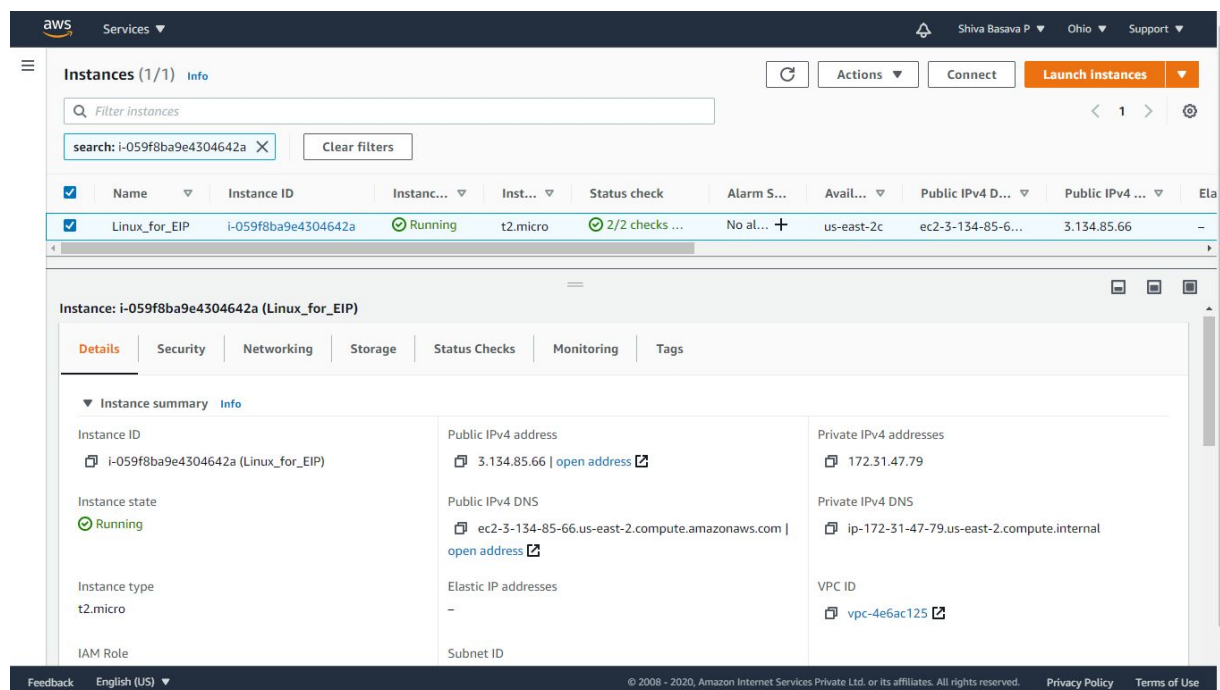 aws Services Shiva Basava P Ohio Support
Instances (1/1) Info Actions Connect Launch instances
Filter instances 1
search: i-059f8ba9e4304642a Clear filters
Name Instance ID Instanc... Inst... Status check Alarm S... Avail... Public IPv4 D... Public IPv4 ... Ela
Linux_for_EIP i-059f8ba9e4304642a Running t2.micro 2/2 checks ... No al... us-east-2c ec2-3-134-85-6... 3.134.85.66 –
Instance: i-059f8ba9e4304642a (Linux_for_EIP)
Details Security Networking Storage Status Checks Monitoring Tags
Instance summary Info
Instance ID Public IPv4 address Private IPv4 addresses
i-059f8ba9e4304642a (Linux_for_EIP) 3.134.85.66 | open address 172.31.47.79
Instance state Public IPv4 DNS Private IPv4 DNS
Running ec2-3-134-85-66.us-east-2.compute.amazonaws.com | ip-172-31-47-79.us-east-2.compute.internal
open address
Instance type Elastic IP addresses VPC ID
t2.micro – vpc-4e6ac125
IAM Role Subnet ID
Feedback English (US) © 2008 - 2020, Amazon Internet Services Private Ltd. or its affiliates. All rights reserved. Privacy Policy Terms of Use